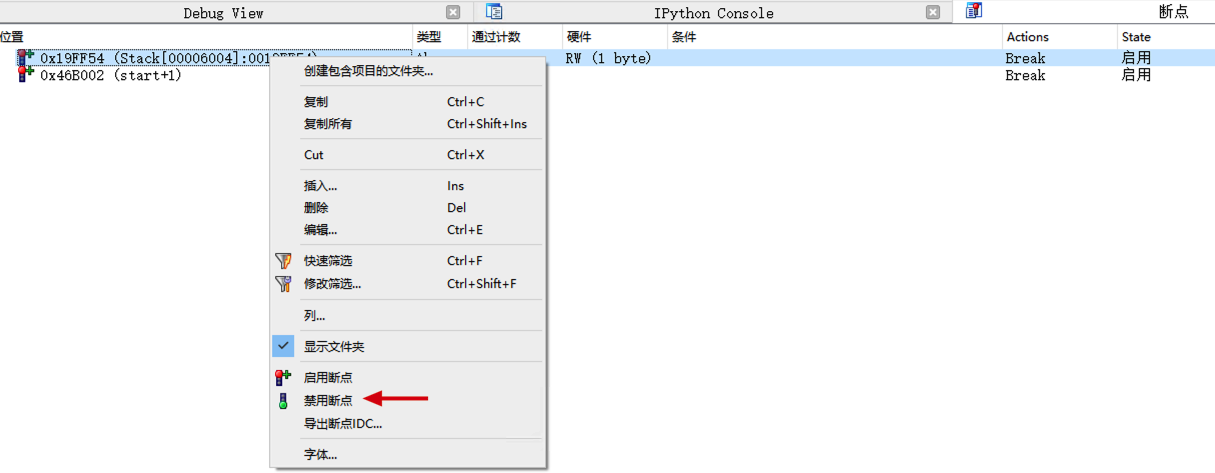 Debug View
IPython Console
断点
位置
类型
通过计数
硬件
条件
Actions
State
0x19FF54 (Stack[00006004]:0019FF54)
RW (1 byte)
Break
启用
0x46B002 (start+1)
Break
启用
创建包含项目的文件夹...
复制 Ctrl+C
复制所有 Ctrl+Shift+Ins
Cut Ctrl+X
插入... Ins
删除 Del
编辑... Ctrl+E
快速筛选 Ctrl+F
修改筛选... Ctrl+Shift+F
列...
显示文件夹
启用断点
禁用断点
导出断点IDC...
字体...